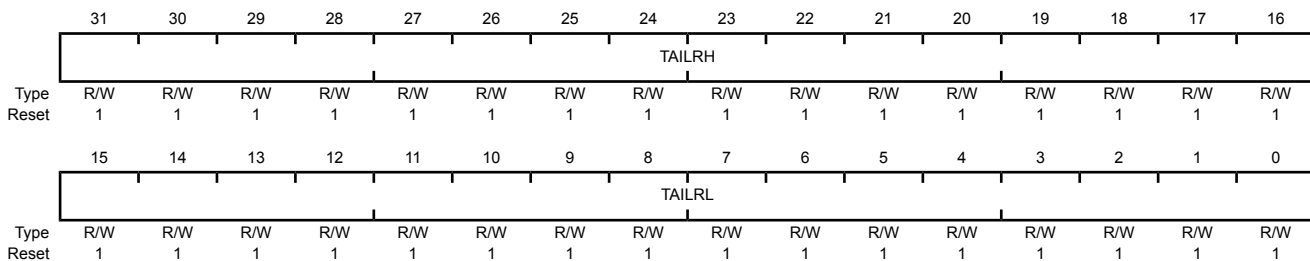 31 30 29 28 27 26 25 24 23 22 21 20 19 18 17 16
TAILRH
Type R/W R/W R/W R/W R/W R/W R/W R/W R/W R/W R/W R/W R/W R/W R/W R/W
Reset 1 1 1 1 1 1 1 1 1 1 1 1 1 1 1 1
15 14 13 12 11 10 9 8 7 6 5 4 3 2 1 0
TAILRL
Type R/W R/W R/W R/W R/W R/W R/W R/W R/W R/W R/W R/W R/W R/W R/W R/W
Reset 1 1 1 1 1 1 1 1 1 1 1 1 1 1 1 1